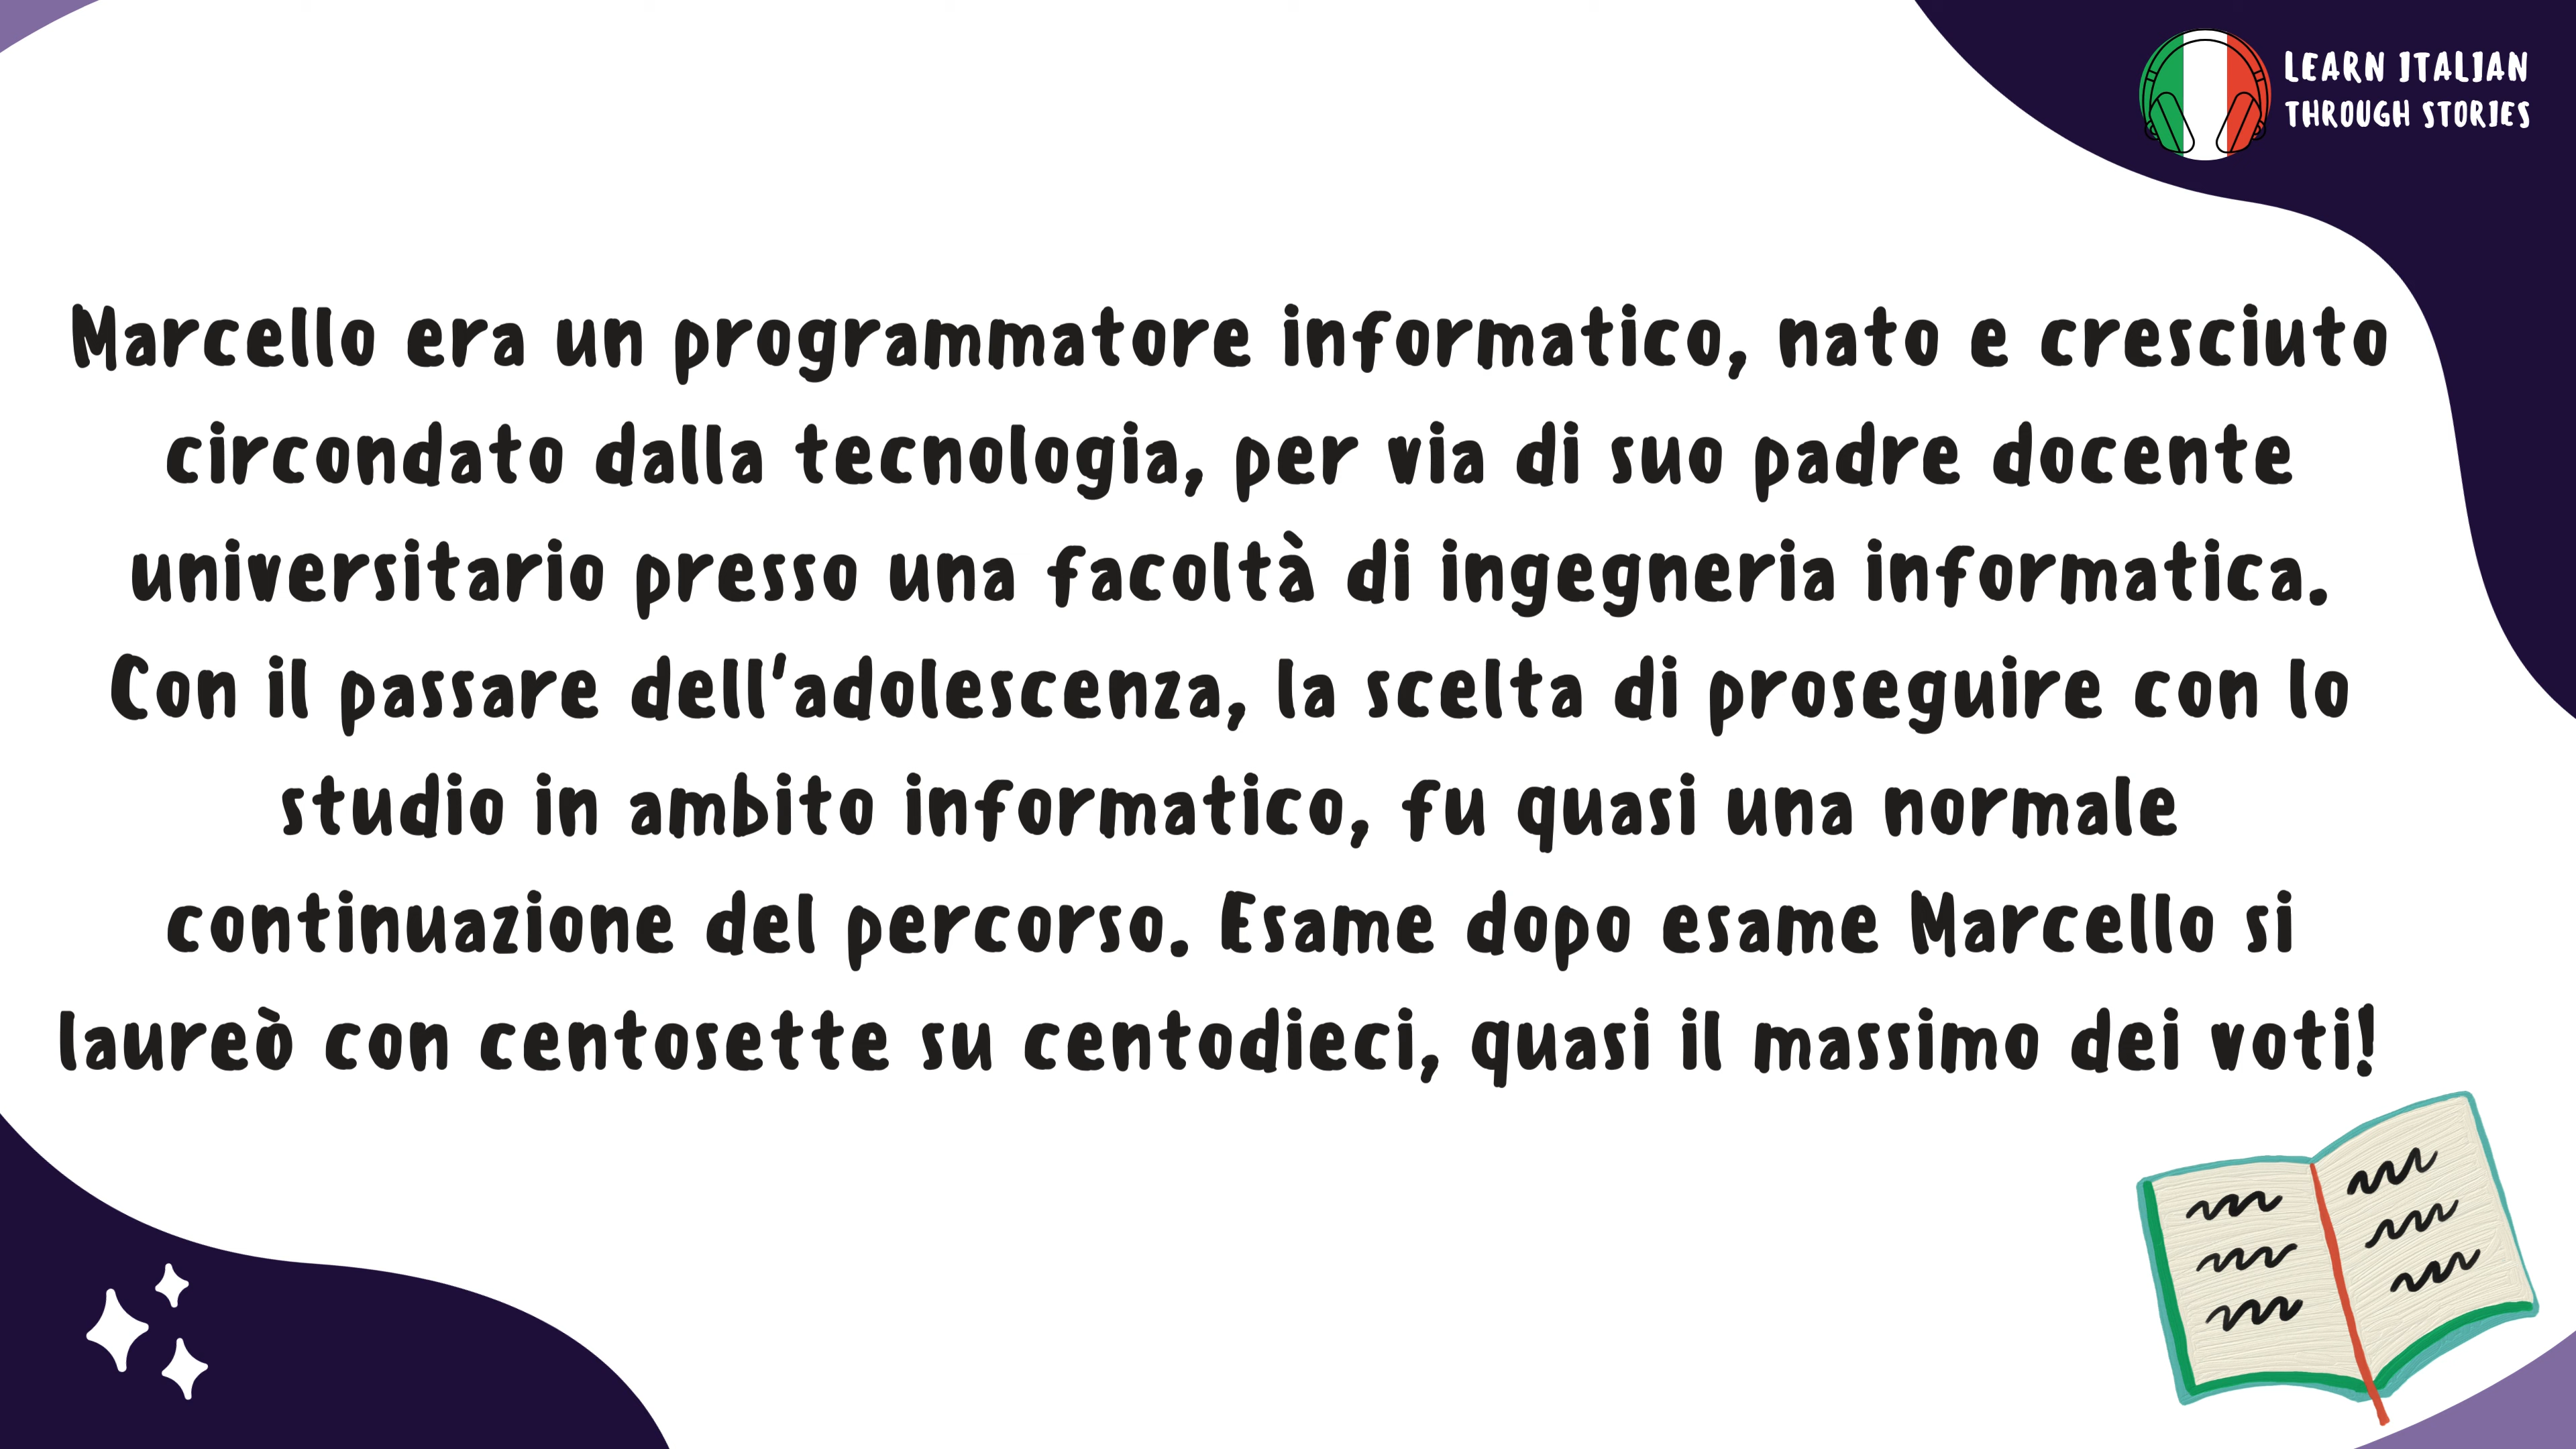 LEARN ITALIAN
THROUGH STORIES
Marcello era un programmatore informatico, nato e cresciuto
circondato dalla tecnologia, per via di suo padre docente
universitario presso una facoltà di ingegneria informatica.
Con il passare dell'adolescenza, la scelta di proseguire con lo
studio in ambito informatico, fu quasi una normale
continuazione del percorso. Esame dopo esame Marcello si
laureò con centosette su centodieci, quasi il massimo dei voti!